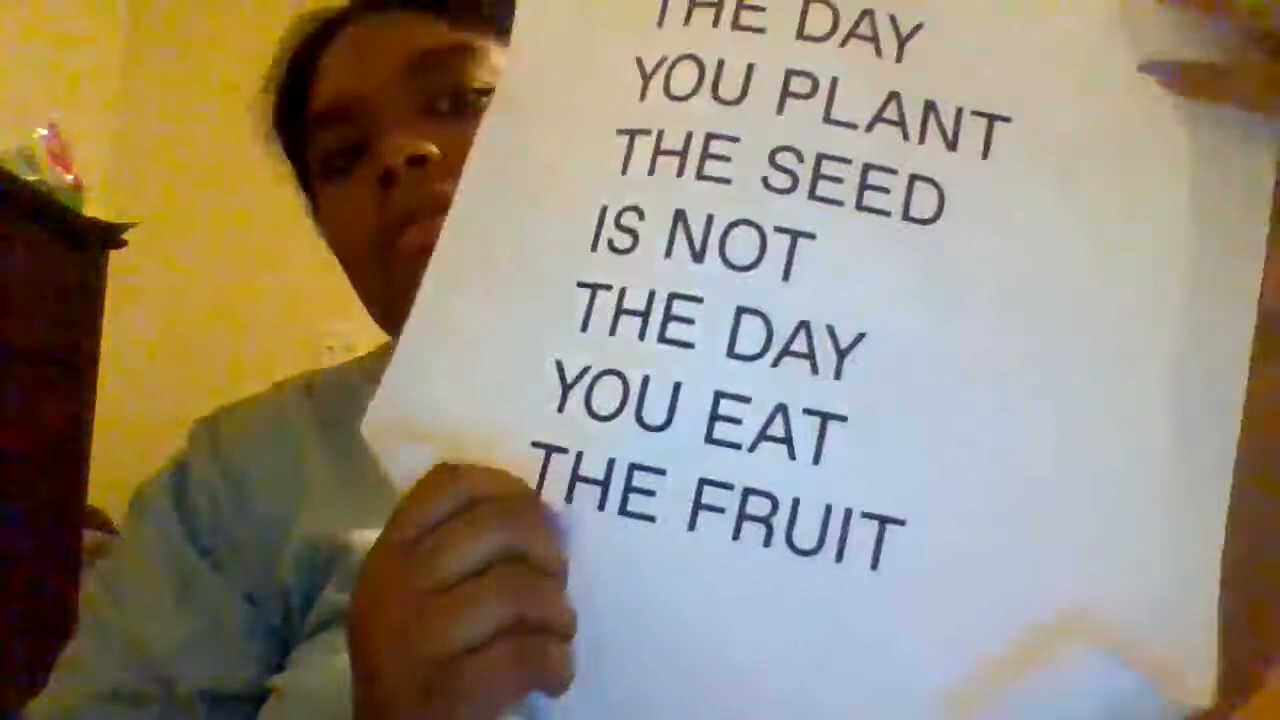 THE DAY
YOU PLANT
THE SEED
IS NOT
THE DAY
YOU EAT
THE FRUIT